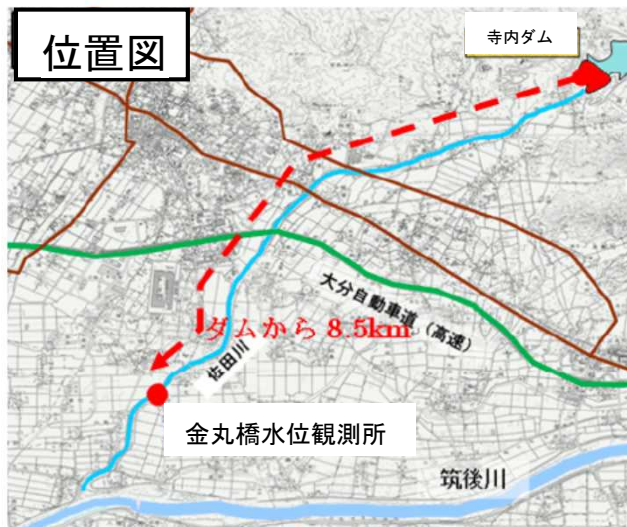 位置図
寺内ダム
大分自動車道（高速）
ダムから 8.5km
佐田川
金丸橋水位観測所
筑後川